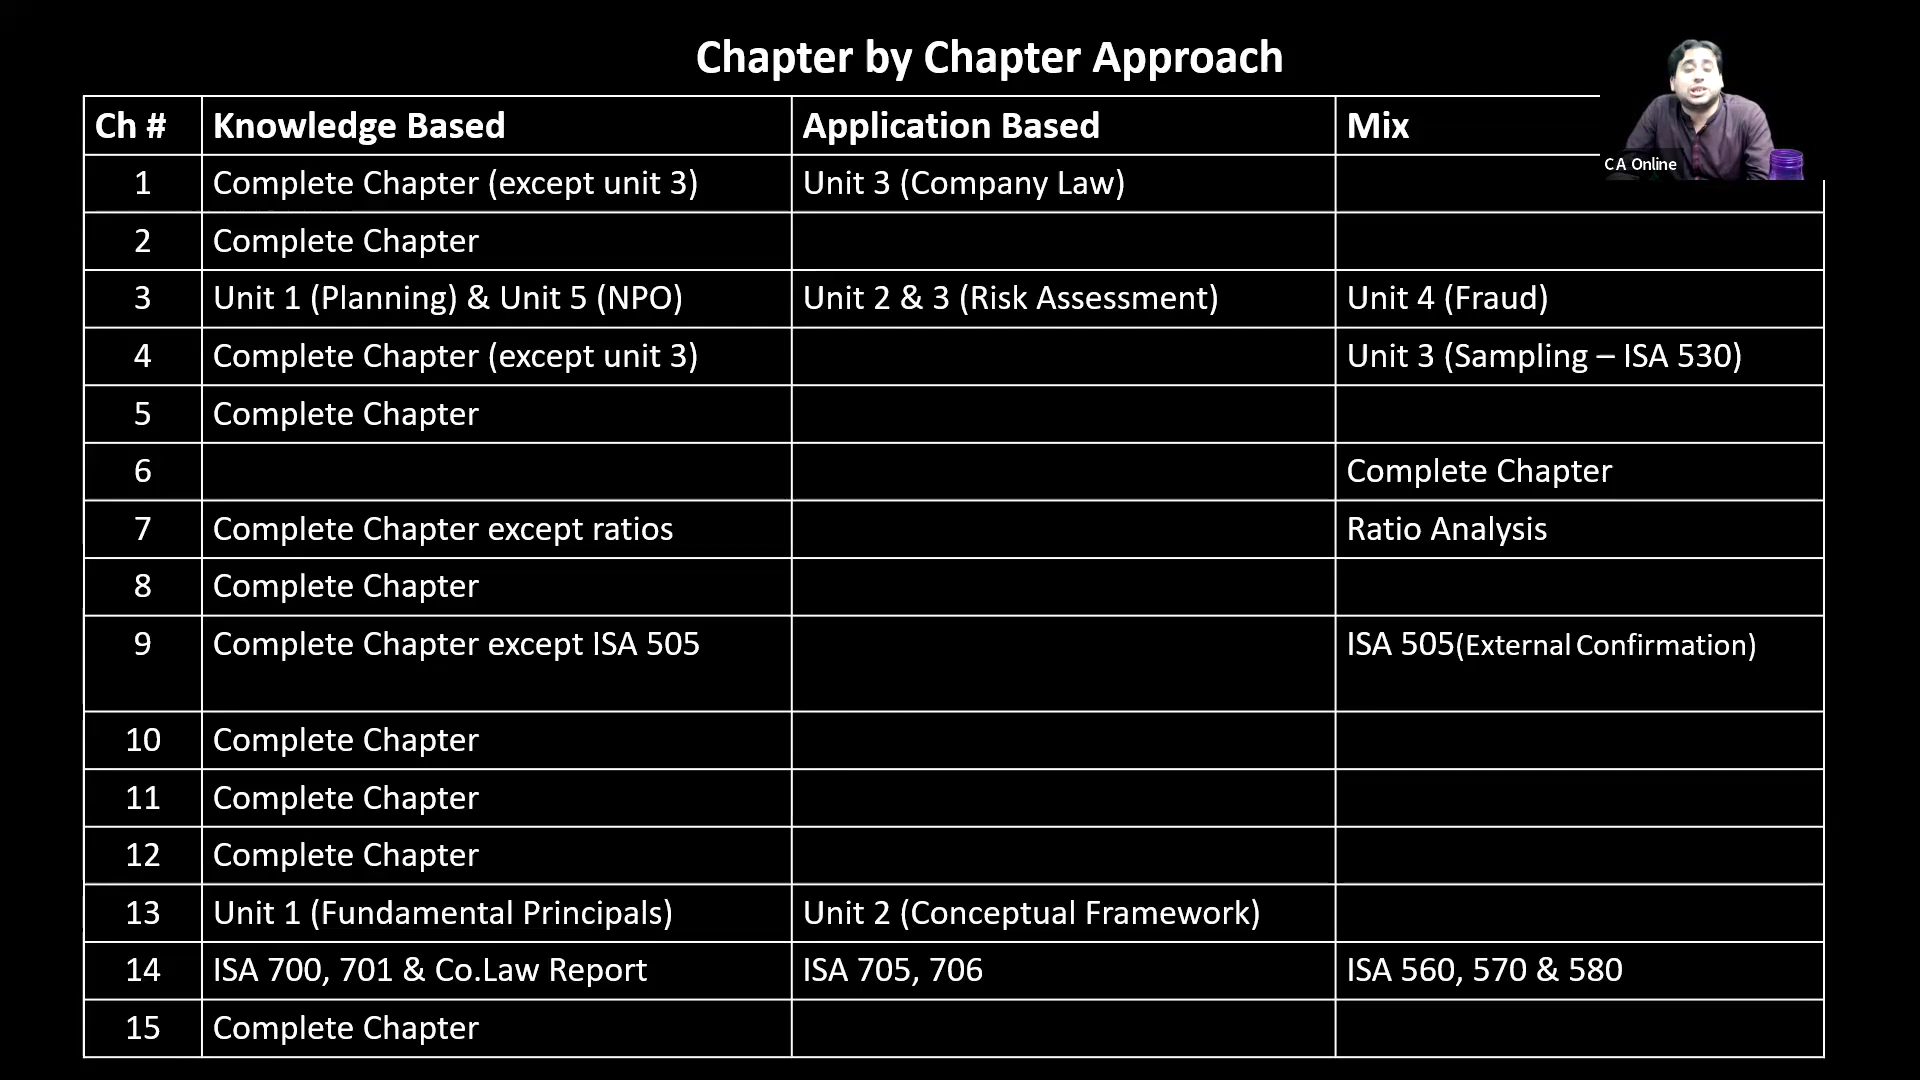 Chapter by Chapter Approach
Ch # Knowledge Based Application Based Mix
CA Online
1 Complete Chapter (except unit 3) Unit 3 (Company Law)
2 Complete Chapter
3 Unit 1 (Planning) & Unit 5 (NPO) Unit 2 & 3 (Risk Assessment) Unit 4 (Fraud)
4 Complete Chapter (except unit 3) Unit 3 (Sampling – ISA 530)
5 Complete Chapter
6 Complete Chapter
7 Complete Chapter except ratios Ratio Analysis
8 Complete Chapter
9 Complete Chapter except ISA 505 ISA 505(External Confirmation)
10 Complete Chapter
11 Complete Chapter
12 Complete Chapter
13 Unit 1 (Fundamental Principals) Unit 2 (Conceptual Framework)
14 ISA 700, 701 & Co.Law Report ISA 705, 706 ISA 560, 570 & 580
15 Complete Chapter